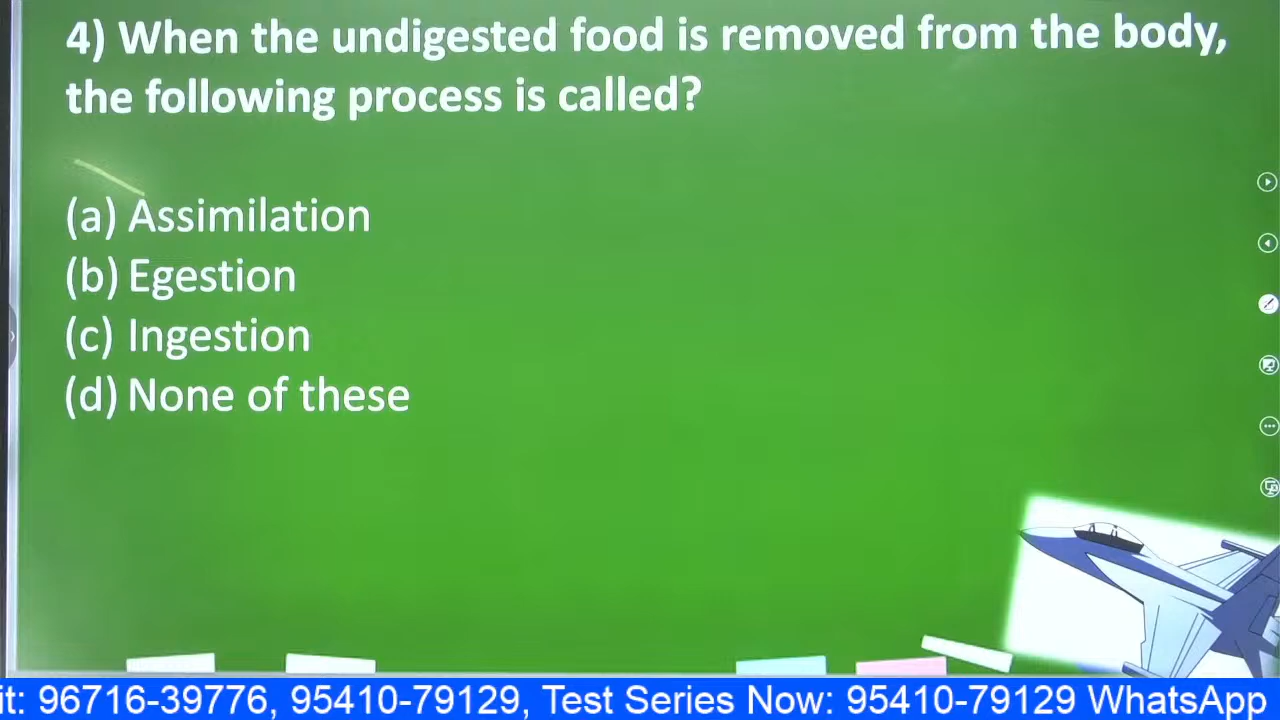 4) When the undigested food is removed from the body,
the following process is called?
(a) Assimilation
(b) Egestion
(c) Ingestion
(d) None of these
it: 96716-39776, 95410-79129, Test Series Now: 95410-79129 WhatsApp